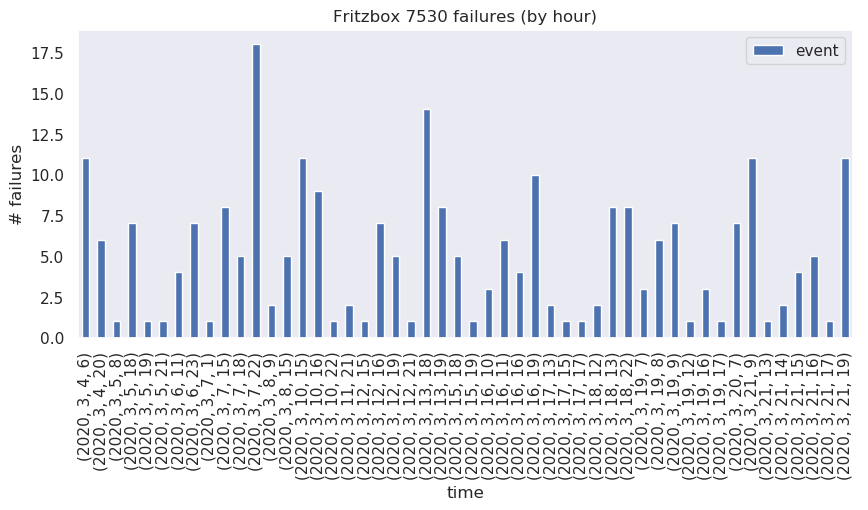 Fritzbox 7530 failures (by hour)
event
# failures
17.5
15.0
12.5
10.0
7.5
5.0
2.5
0.0
(2020, 3, 4, 6)
(2020, 3, 4, 20)
(2020, 3, 5, 8)
(2020, 3, 5, 18)
(2020, 3, 5, 19)
(2020, 3, 5, 21)
(2020, 3, 6, 11)
(2020, 3, 6, 23)
(2020, 3, 7, 1)
(2020, 3, 7, 15)
(2020, 3, 7, 18)
(2020, 3, 7, 22)
(2020, 3, 8, 9)
(2020, 3, 8, 15)
(2020, 3, 10, 15)
(2020, 3, 10, 16)
(2020, 3, 10, 22)
(2020, 3, 11, 21)
(2020, 3, 12, 15)
(2020, 3, 12, 16)
(2020, 3, 12, 19)
(2020, 3, 12, 21)
(2020, 3, 13, 18)
(2020, 3, 13, 19)
(2020, 3, 15, 18)
(2020, 3, 15, 19)
(2020, 3, 16, 10)
(2020, 3, 16, 11)
(2020, 3, 16, 16)
(2020, 3, 16, 19)
(2020, 3, 17, 13)
(2020, 3, 17, 15)
(2020, 3, 17, 17)
(2020, 3, 18, 12)
(2020, 3, 18, 13)
(2020, 3, 18, 22)
(2020, 3, 19, 7)
(2020, 3, 19, 8)
(2020, 3, 19, 9)
(2020, 3, 19, 12)
(2020, 3, 19, 16)
(2020, 3, 19, 17)
(2020, 3, 20, 7)
(2020, 3, 21, 9)
(2020, 3, 21, 13)
(2020, 3, 21, 14)
(2020, 3, 21, 15)
(2020, 3, 21, 16)
(2020, 3, 21, 17)
(2020, 3, 21, 19)
time